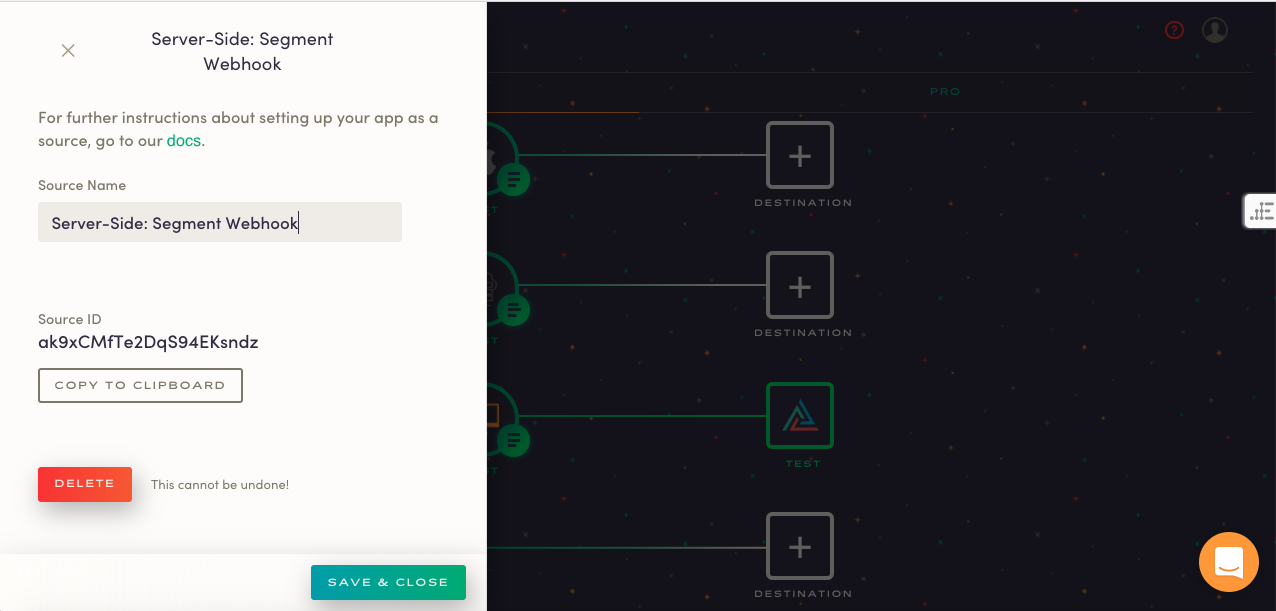 Server-Side: Segment
Webhook
For further instructions about setting up your app as a
source, go to our docs.
Source Name
Server-Side: Segment Webhook
Source ID
ak9xCMfTe2DqS94EKsndz
COPY TO CLIPBOARD
DELETE
This cannot be undone!
SAVE & CLOSE
?
PRO
DESTINATION
DESTINATION
TEST
DESTINATION